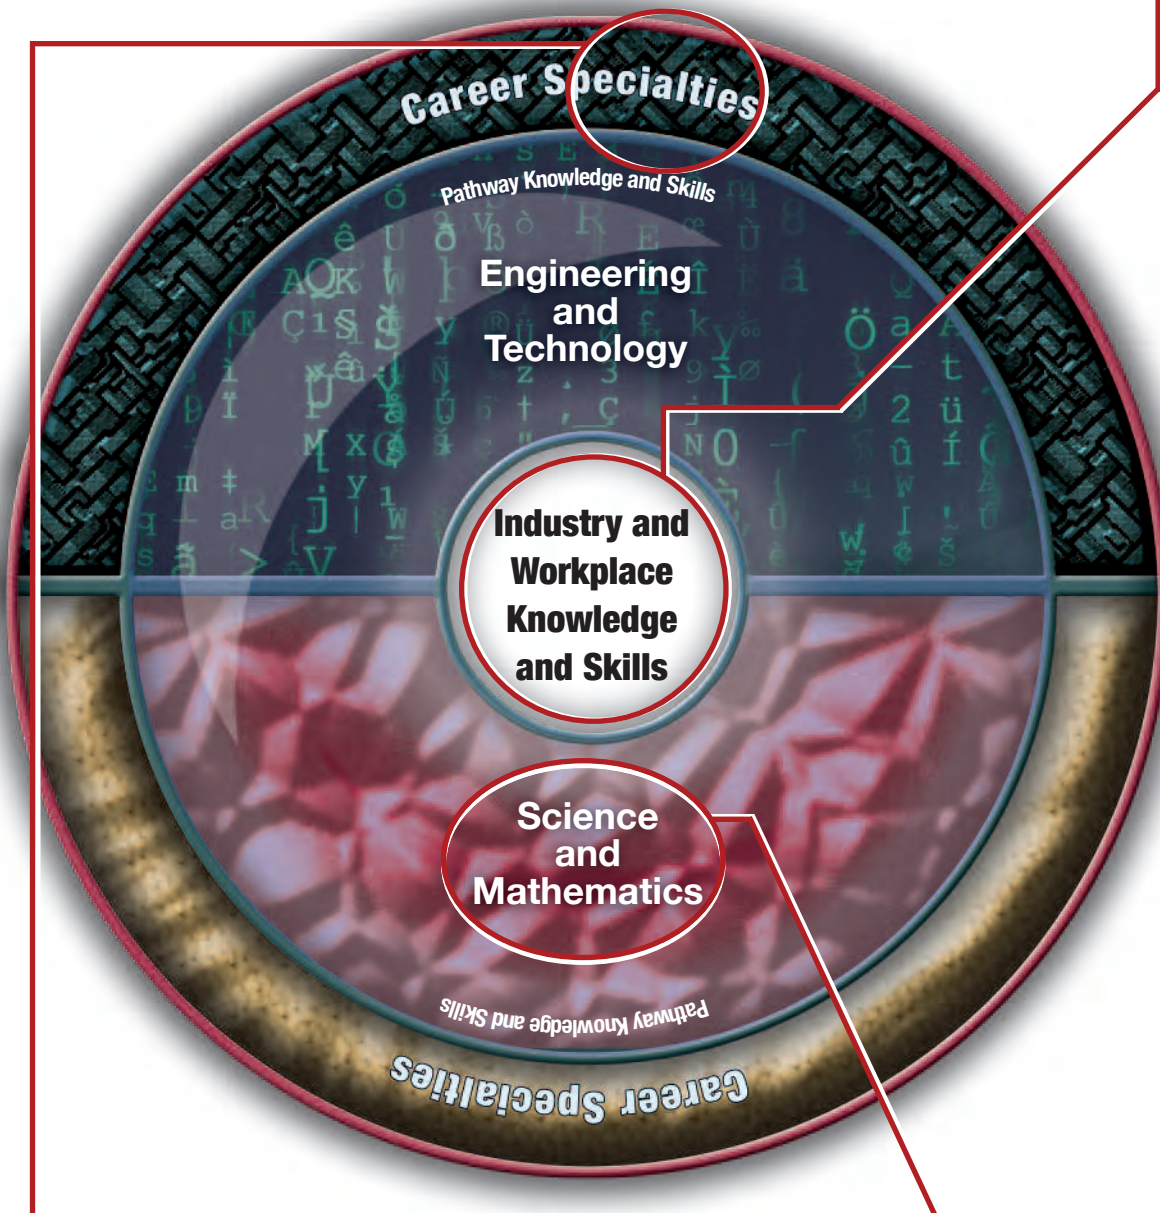 Career Specialties
Pathway Knowledge and Skills
Engineering
and
Technology
Industry and
Workplace
Knowledge
and Skills
Science
and
Mathematics
Pathway Knowledge and Skills
Career Specialties